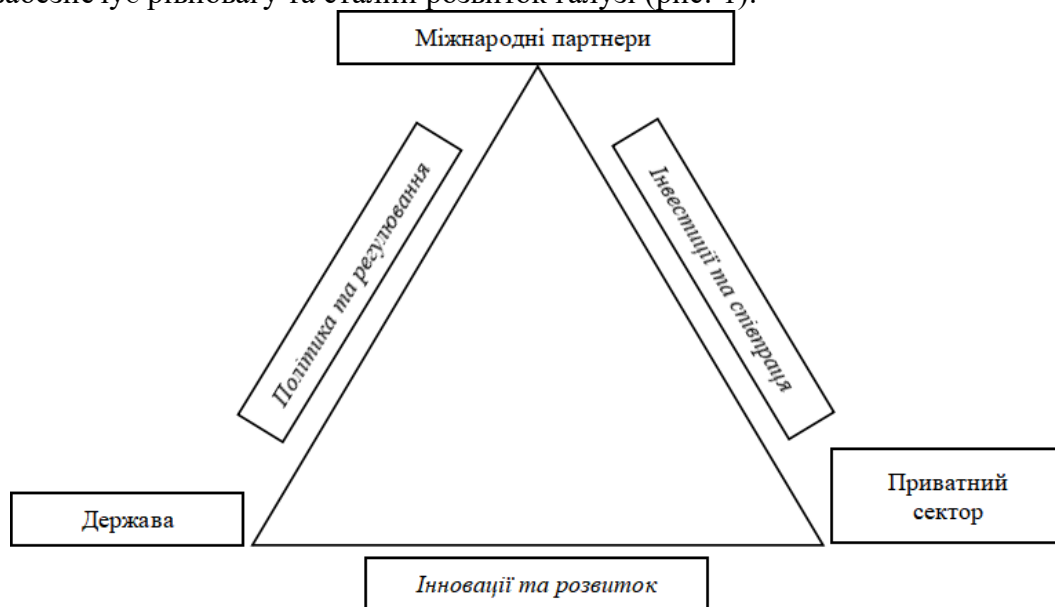 забезпечує рівновагу та сталий розвиток галузі (рис. 1).
Міжнародні партнери
Політика та регулювання
Інвестиції та співпраця
Держава
Приватний
сектор
Інновації та розвиток